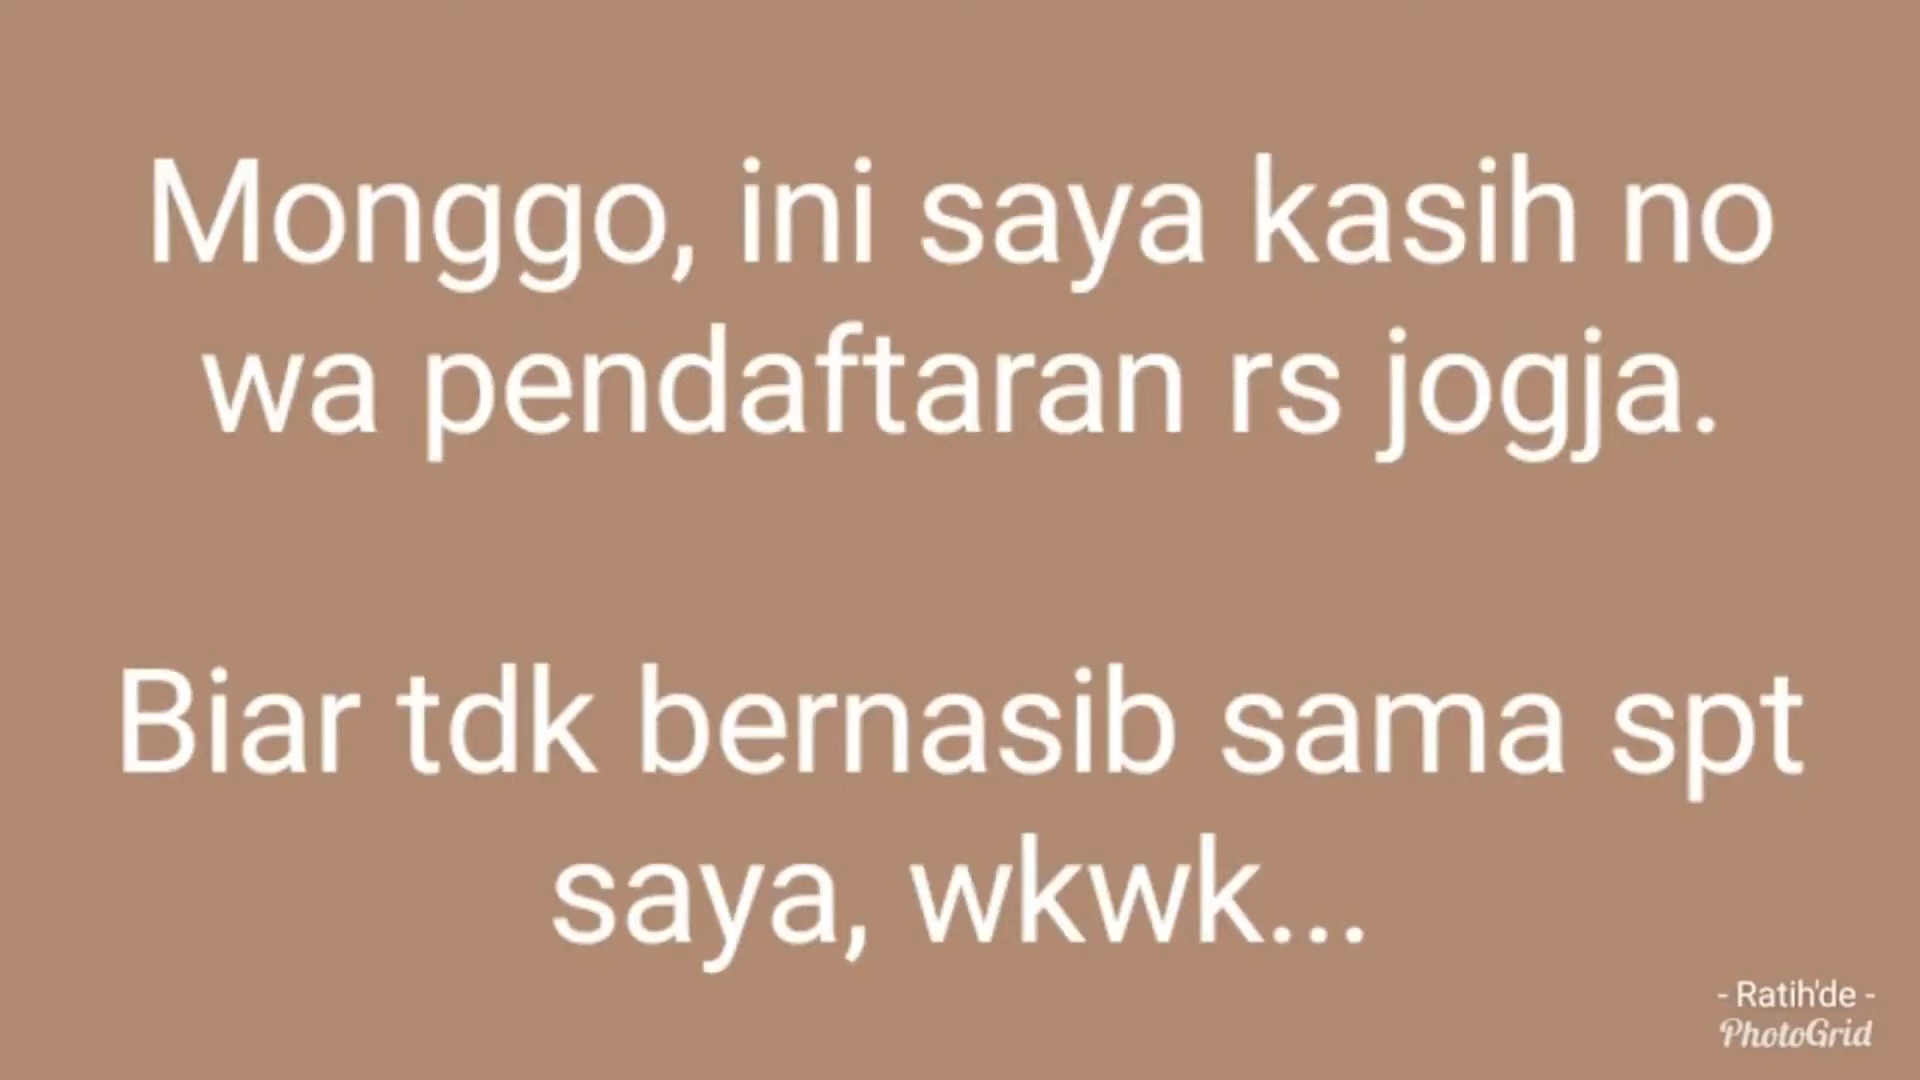 Monggo, ini saya kasih no
wa pendaftaran rs jogja.
Biar tdk bernasib sama spt
saya, wkwk...
- Ratih'de -
PhotoGrid